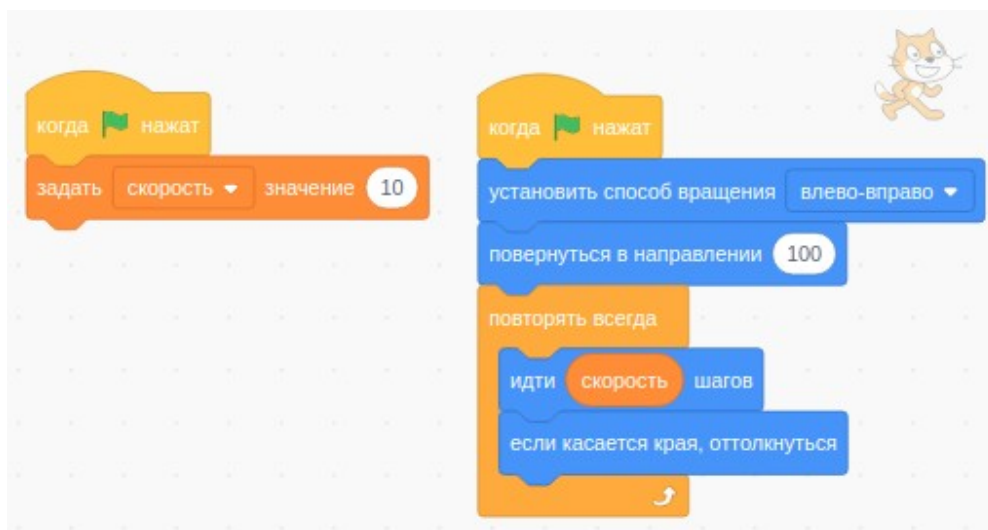 когда нажат
задать скорость значение 10
когда нажат
установить способ вращения влево-вправо
повернуться в направлении 100
повторять всегда
идти скорость шагов
если касается края, оттолкнуться